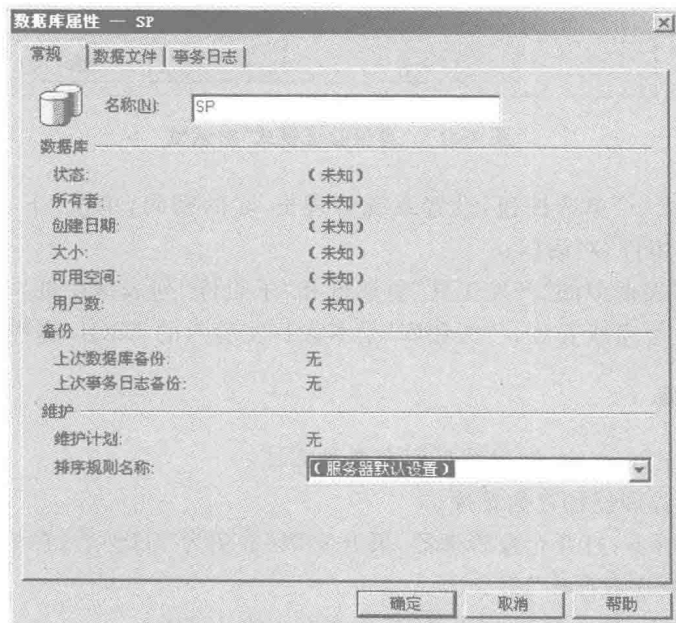 数据库属性 — SP
常规 数据文件 事务日志
名称(N): SP
数据库
状态: (未知)
所有者: (未知)
创建日期: (未知)
大小: (未知)
可用空间: (未知)
用户数: (未知)
备份
上次数据库备份: 无
上次事务日志备份: 无
维护
维护计划: 无
排序规则名称: (服务器默认设置)
确定 取消 帮助